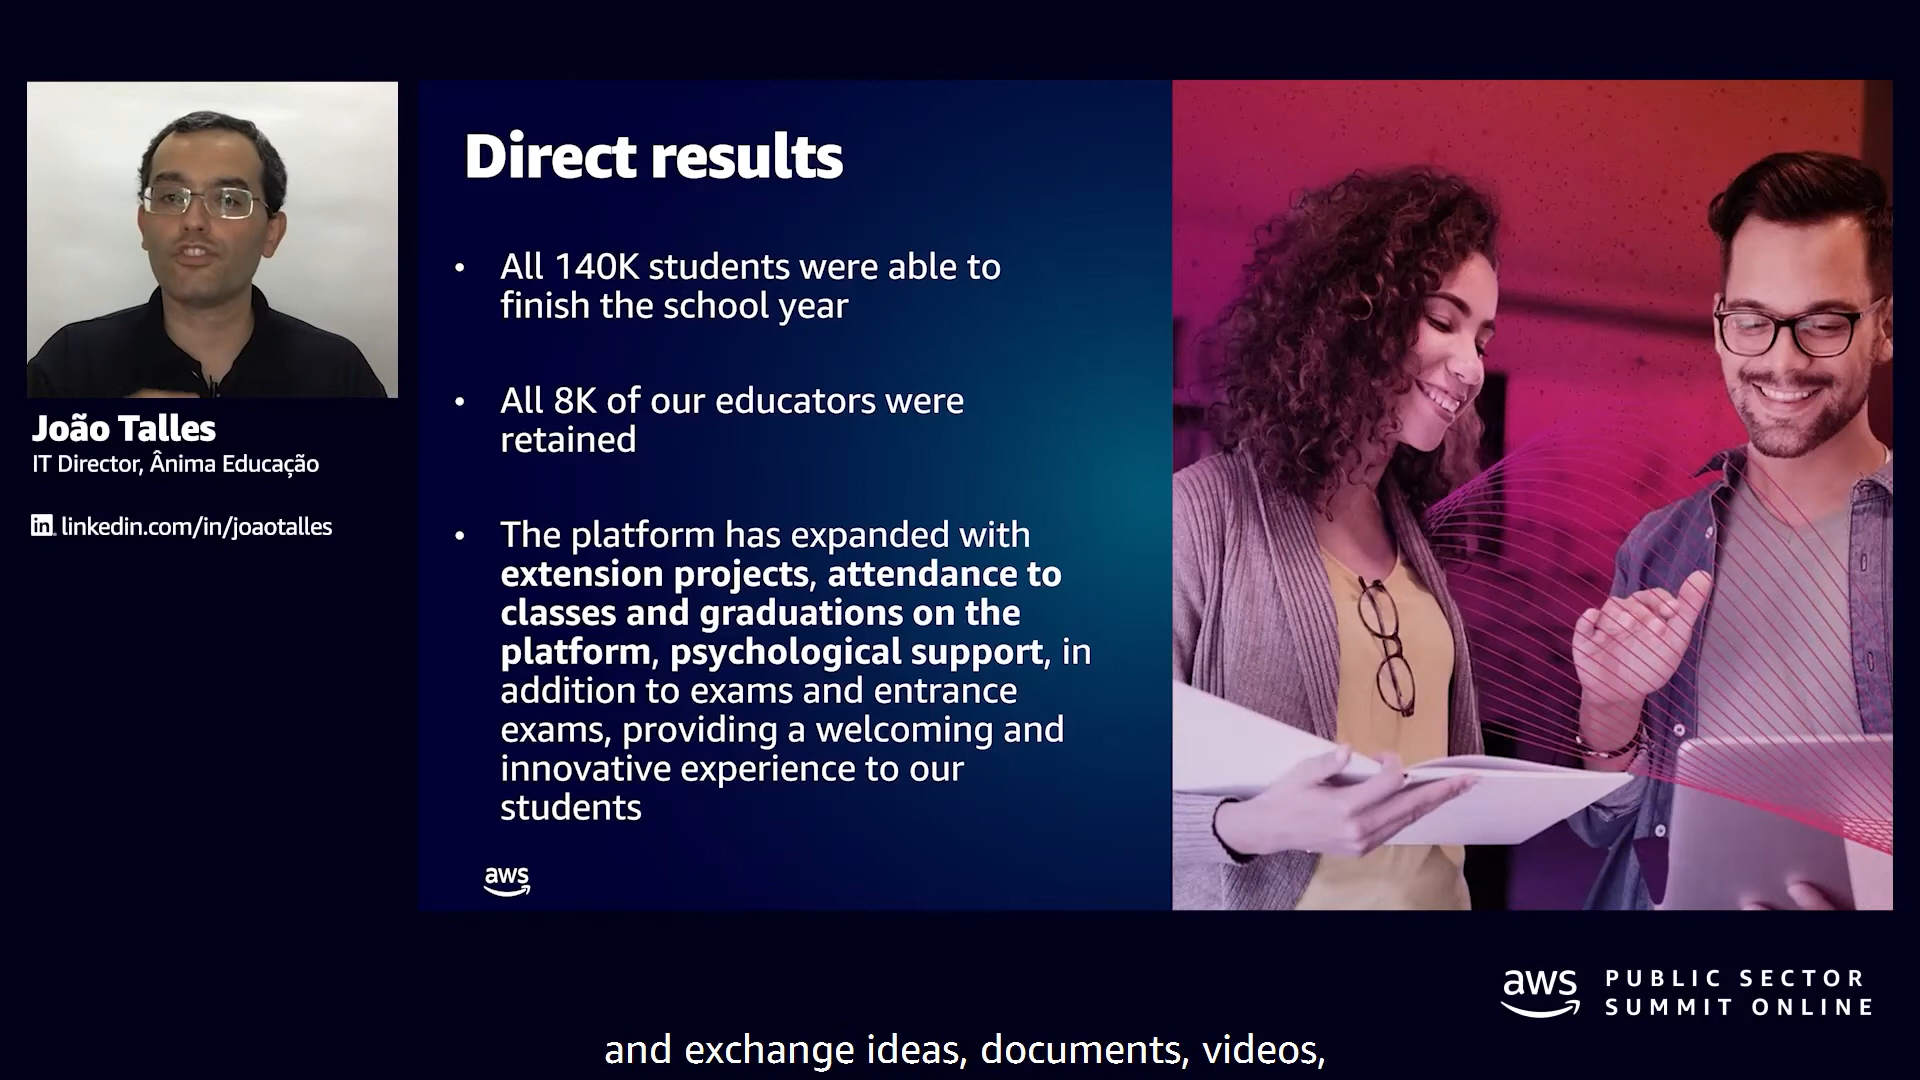 João Talles
IT Director, Ânima Educação
in linkedin.com/in/joaotalles
Direct results
• All 140K students were able to
finish the school year
• All 8K of our educators were
retained
• The platform has expanded with
extension projects, attendance to
classes and graduations on the
platform, psychological support, in
addition to exams and entrance
exams, providing a welcoming and
innovative experience to our
students
aws
aws PUBLIC SECTOR
SUMMIT ONLINE
and exchange ideas, documents, videos,